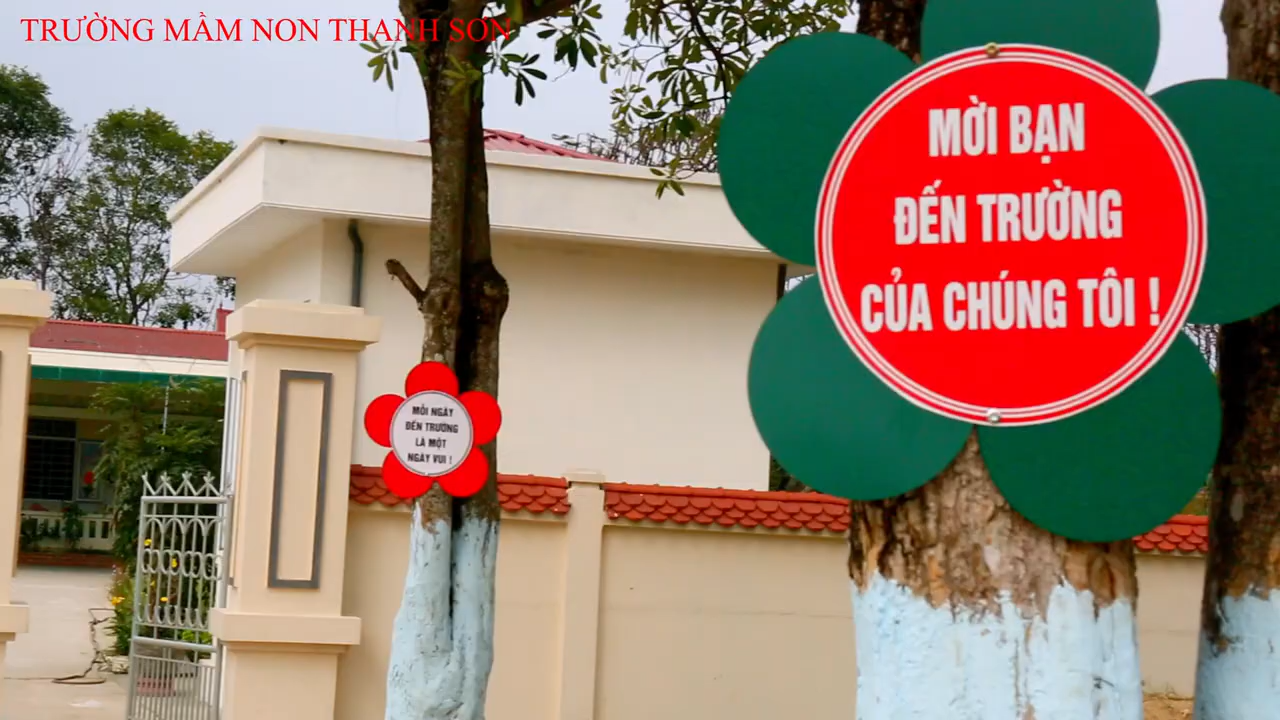 TRƯỜNG MẦM NON THANH SƠN
MỜI BẠN
ĐẾN TRƯỜNG
CỦA CHÚNG TÔI !
MỖI NGÀY
ĐẾN TRƯỜNG
LÀ MỘT
NGÀY VUI !